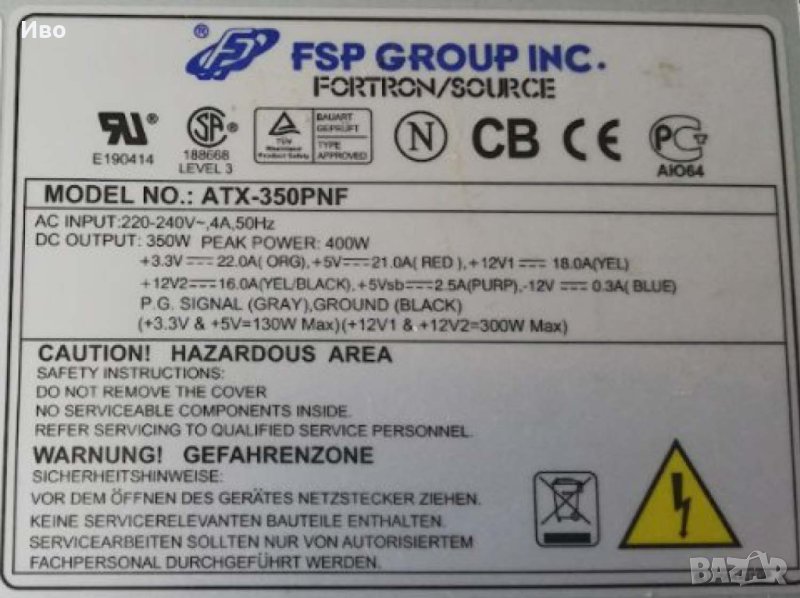 Иво
FSP GROUP INC.
FORTRON/SOURCE
E190414
188668
LEVEL 3
TÜV
Rheinland
Product Safety
BAUART
GEPRÜFT
TYPE
APPROVED
N
CB CE
AIO64
MODEL NO.: ATX-350PNF
AC INPUT:220-240V~,4A,50Hz
DC OUTPUT: 350W PEAK POWER: 400W
+3.3V⎓22.0A( ORG),+5V⎓21.0A( RED ),+12V1⎓18.0A(YEL)
+12V2⎓16.0A(YEL/BLACK),+5Vsb⎓2.5A(PURP),-12V⎓0.3A( BLUE)
P.G. SIGNAL (GRAY),GROUND (BLACK)
(+3.3V & +5V=130W Max)(+12V1 & +12V2=300W Max)
CAUTION! HAZARDOUS AREA
SAFETY INSTRUCTIONS:
DO NOT REMOVE THE COVER
NO SERVICEABLE COMPONENTS INSIDE.
REFER SERVICING TO QUALIFIED SERVICE PERSONNEL.
WARNUNG! GEFAHRENZONE
SICHERHEITSHINWEISE:
VOR DEM ÖFFNEN DES GERÄTES NETZSTECKER ZIEHEN.
KEINE SERVICERELEVANTEN BAUTEILE ENTHALTEN.
SERVICEARBEITEN SOLLTEN NUR VON AUTORISIERTEM
FACHPERSONAL DURCHGEFÜHRT WERDEN.
BAZAR